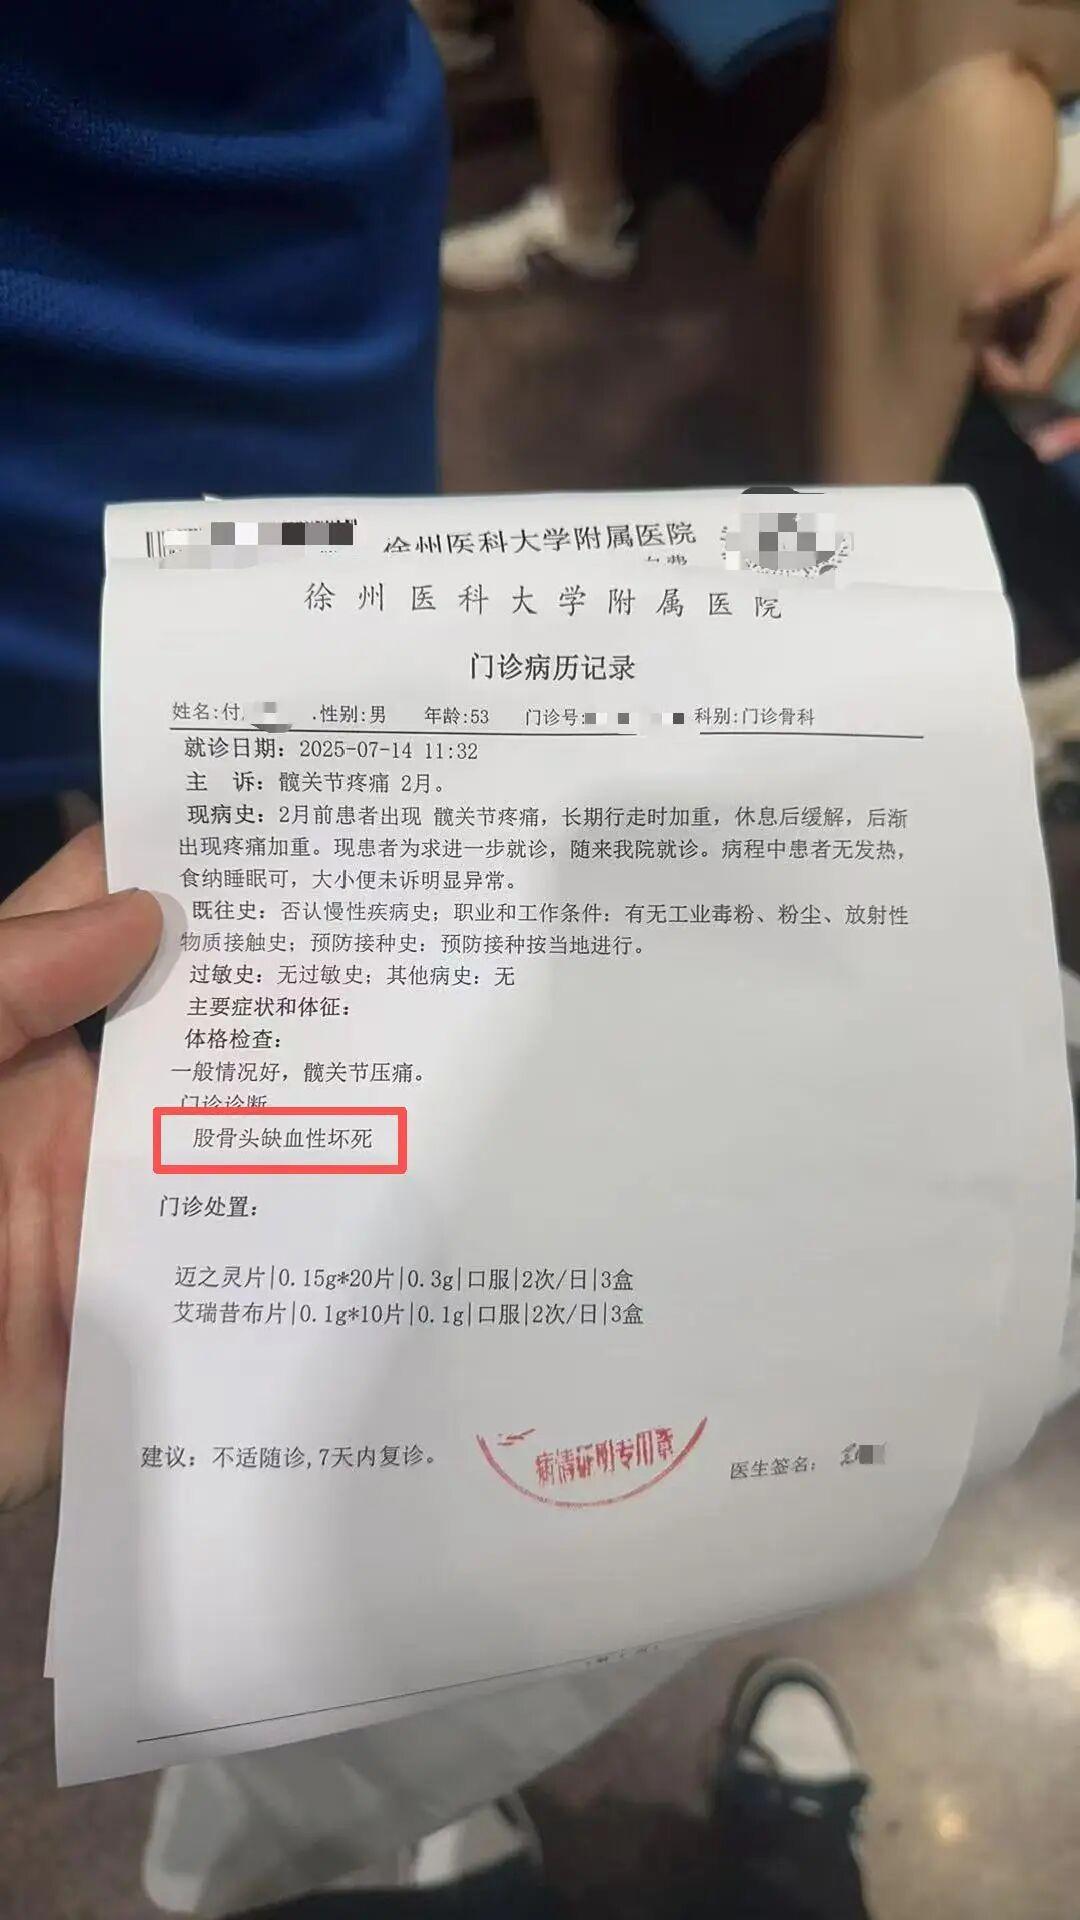 徐州医科大学附属医院
自费
徐州医科大学附属医院
门诊病历记录
姓名:付 性别:男 年龄:53 门诊号: 科别:门诊骨科
就诊日期: 2025-07-14 11:32
主 诉: 髋关节疼痛 2月。
现病史: 2月前患者出现 髋关节疼痛, 长期行走时加重, 休息后缓解, 后渐
出现疼痛加重。现患者为求进一步就诊, 随来我院就诊。病程中患者无发热,
食纳睡眠可, 大小便未诉明显异常。
既往史: 否认慢性疾病史; 职业和工作条件: 有无工业毒粉、粉尘、放射性
物质接触史; 预防接种史: 预防接种按当地进行。
过敏史: 无过敏史; 其他病史: 无
主要症状和体征:
体格检查:
一般情况好, 髋关节压痛。
门诊诊断
股骨头缺血性坏死
门诊处置:
迈之灵片|0.15g*20片|0.3g|口服|2次/日|3盒
艾瑞昔布片|0.1g*10片|0.1g|口服|2次/日|3盒
建议: 不适随诊,7天内复诊。
病情证明专用章
医生签名: